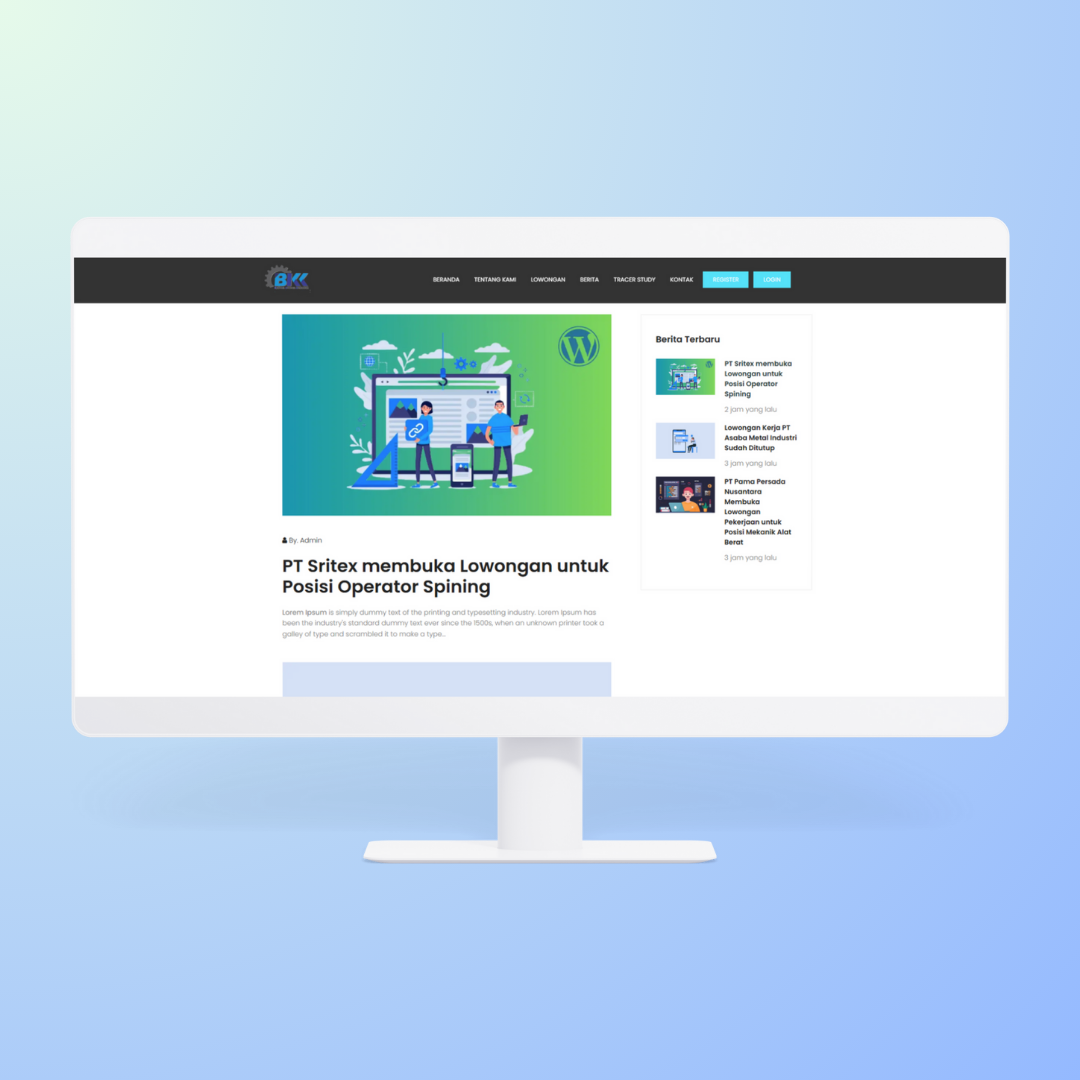 BKK
BERANDA TENTANG KAMI LOWONGAN BERITA TRACER STUDY KONTAK REGISTER LOGIN
By. Admin
PT Sritex membuka Lowongan untuk
Posisi Operator Spining
Lorem Ipsum is simply dummy text of the printing and typesetting industry. Lorem Ipsum has
been the industry's standard dummy text ever since the 1500s, when an unknown printer took a
galley of type and scrambled it to make a type...
Berita Terbaru
PT Sritex membuka
Lowongan untuk
Posisi Operator
Spining
2 jam yang lalu
Lowongan Kerja PT
Asaba Metal Industri
Sudah Ditutup
3 jam yang lalu
PT Pama Persada
Nusantara
Membuka
Lowongan
Pekerjaan untuk
Posisi Mekanik Alat
Berat
3 jam yang lalu